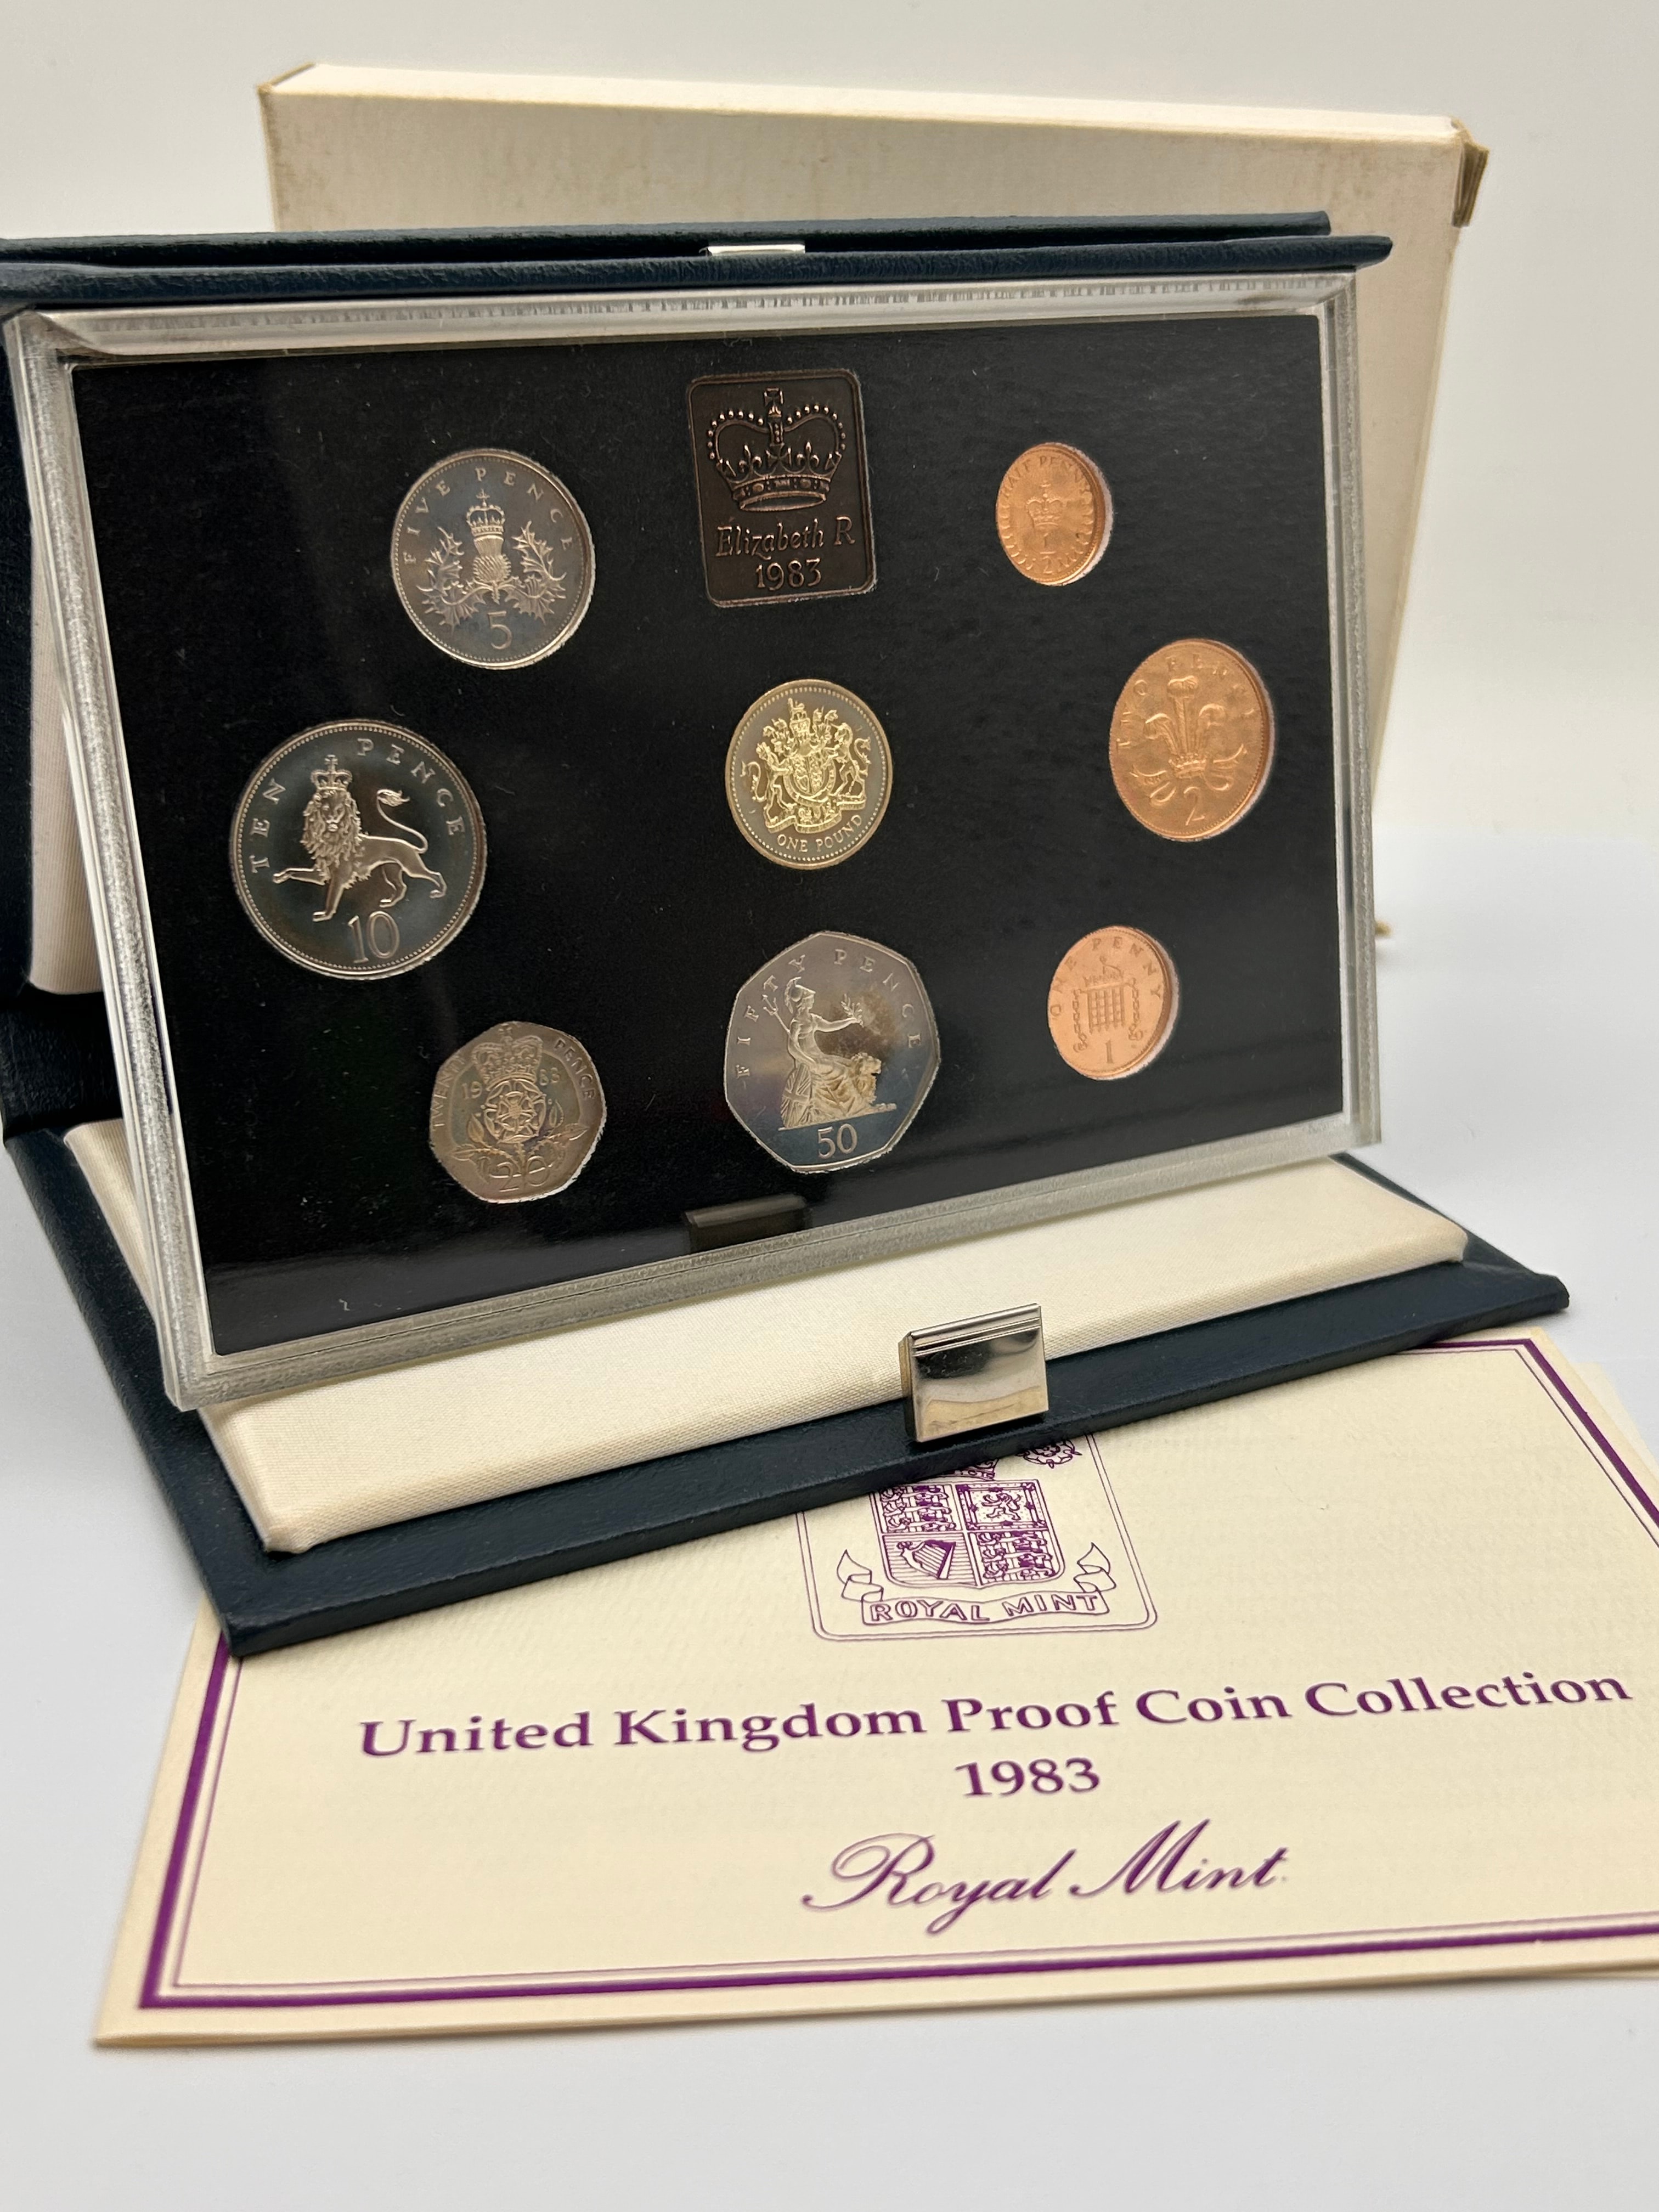 FIVE PENCE
5
Elizabeth R
1983
HALF PENNY
1
2
TEN PENCE
10
ONE POUND
TWO PENCE
2
TWENTY PENCE
1983
20
FIFTY PENCE
50
ONE PENNY
1
ROYAL MINT
United Kingdom Proof Coin Collection
1983
Royal Mint